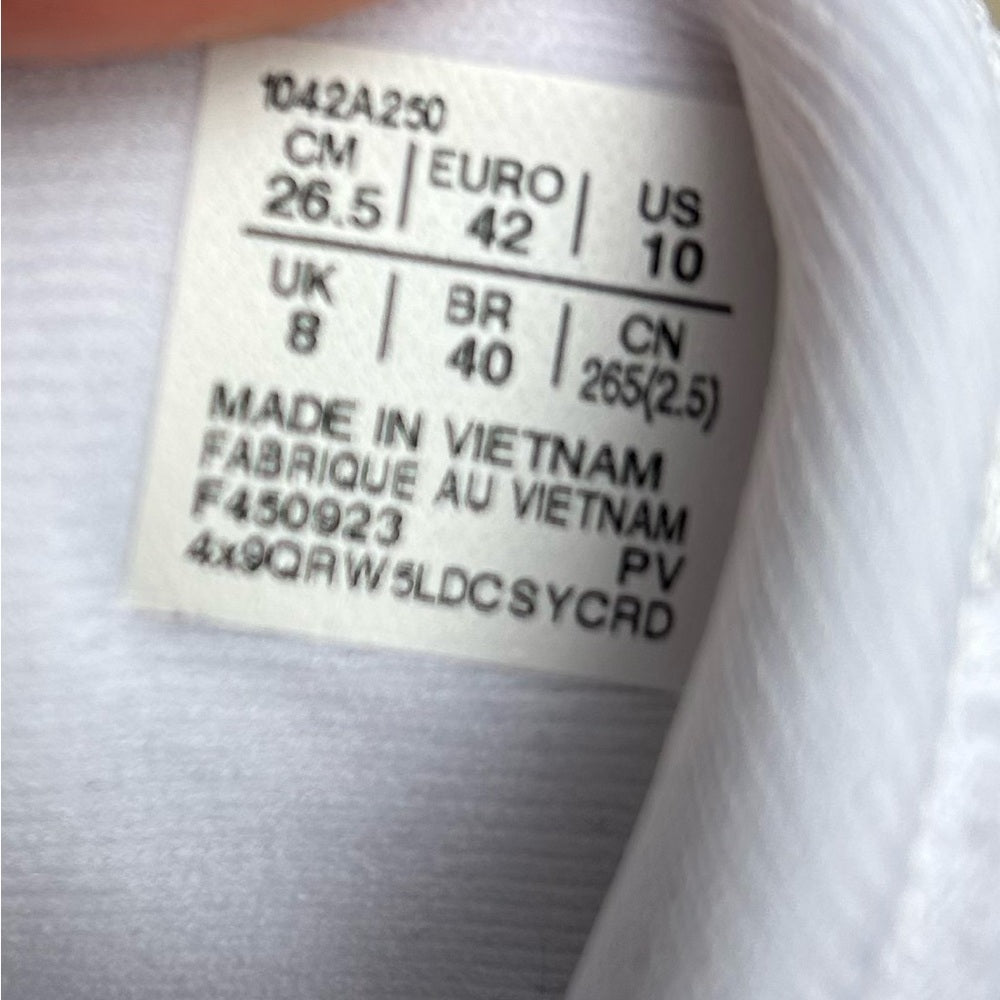 1042A250
CM | EURO | US
26.5 | 42 | 10
UK | BR | CN
8 | 40 | 265(2.5)
MADE IN VIETNAM
FABRIQUE AU VIETNAM
F450923 PV
4x9QRW5LDCSYCRD